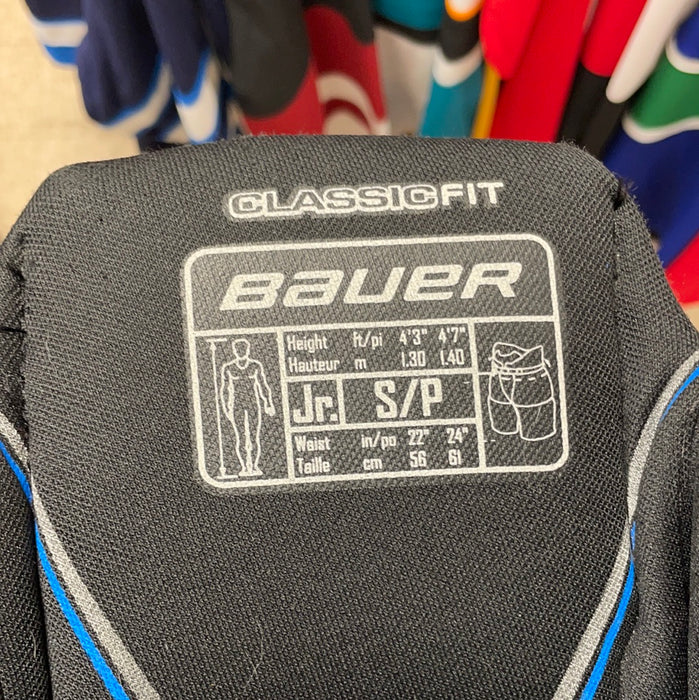 CLASSICFIT
BAUER
Height ft/pi 4'3" 4'7"
Hauteur m 1.30 1.40
Jr. S/P
Waist in/po 22" 24"
Taille cm 56 61